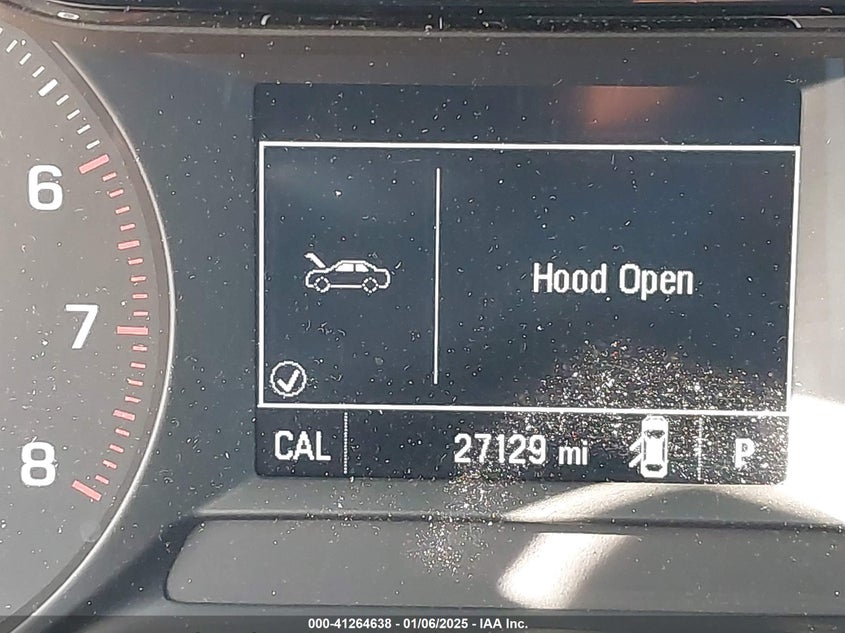 6
7
8
Hood Open
CAL 27129 mi P
000-41264638 - 01/06/2025 - IAA Inc.